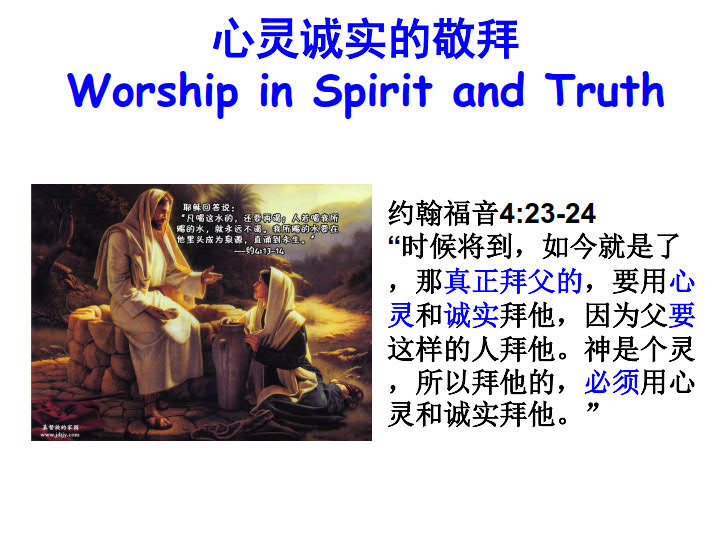 心灵诚实的敬拜
Worship in Spirit and Truth
耶稣回答说：
“凡喝这水的，还要再渴；人若喝我所
赐的水，就永远不渴。我所赐的水要在
他里头成为泉源，直涌到永生。”
──约4:13-14
基督徒的家园
www.jdtjy.com
约翰福音4:23-24
“时候将到，如今就是了
，那真正拜父的，要用心
灵和诚实拜他，因为父要
这样的人拜他。神是个灵
，所以拜他的，必须用心
灵和诚实拜他。”